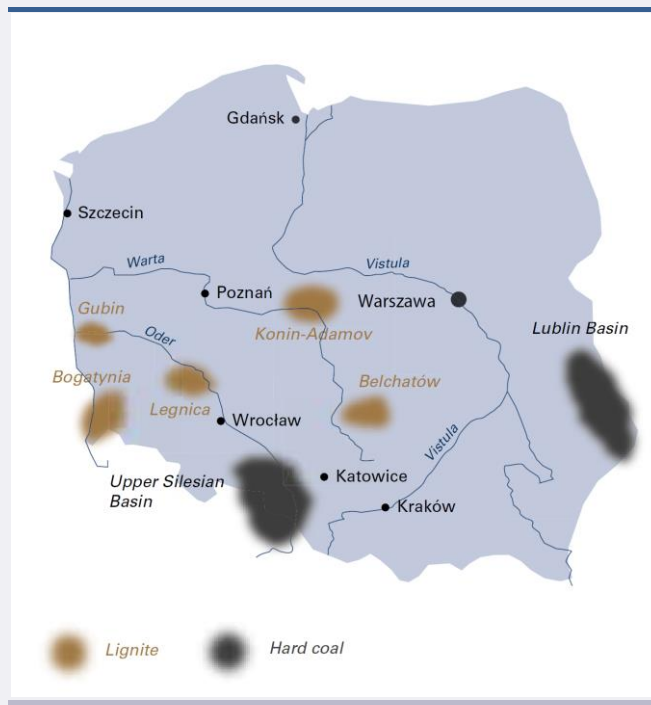 Gdańsk
Szczecin
Warta
Vistula
Poznań
Gubin
Warszawa
Oder
Konin-Adamov
Lublin Basin
Bogatynia
Belchatów
Legnica
Wrocław
Vistula
Upper Silesian
Basin
Katowice
Kraków
Lignite
Hard coal